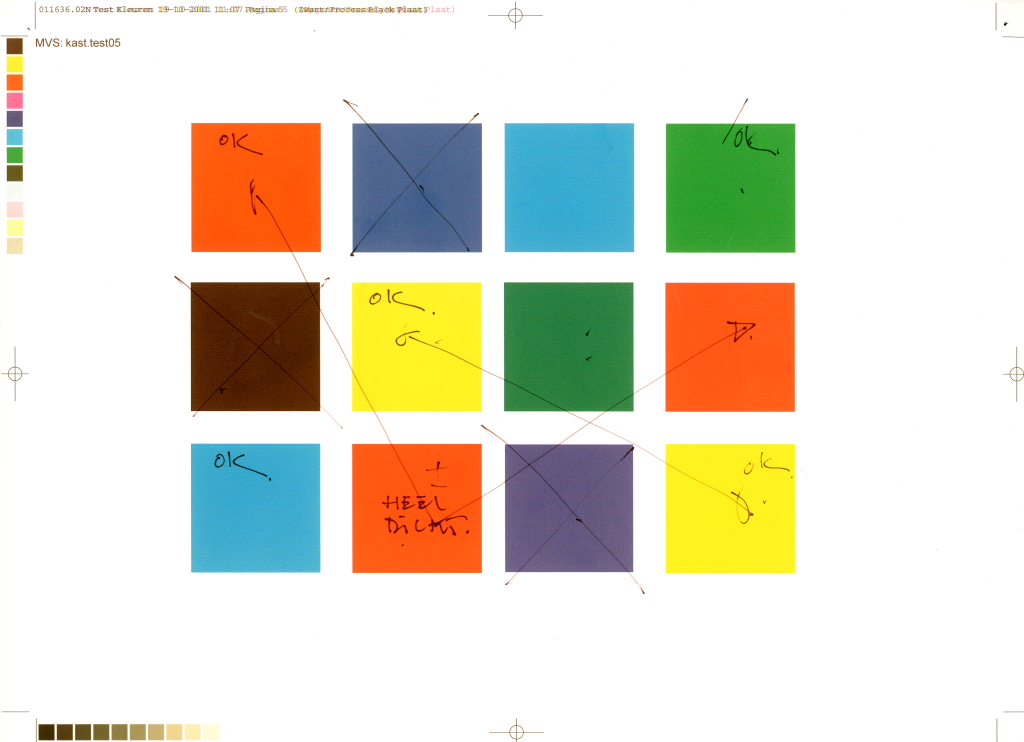 011636.02N Test Kleuren 19-10-2001 11:07 Pagina 5 (Zwart/Process Black Plaat)
MVS: kast.test05
OK
OK.
OK.
OK.
OK.
±
HEEL
DICHT.